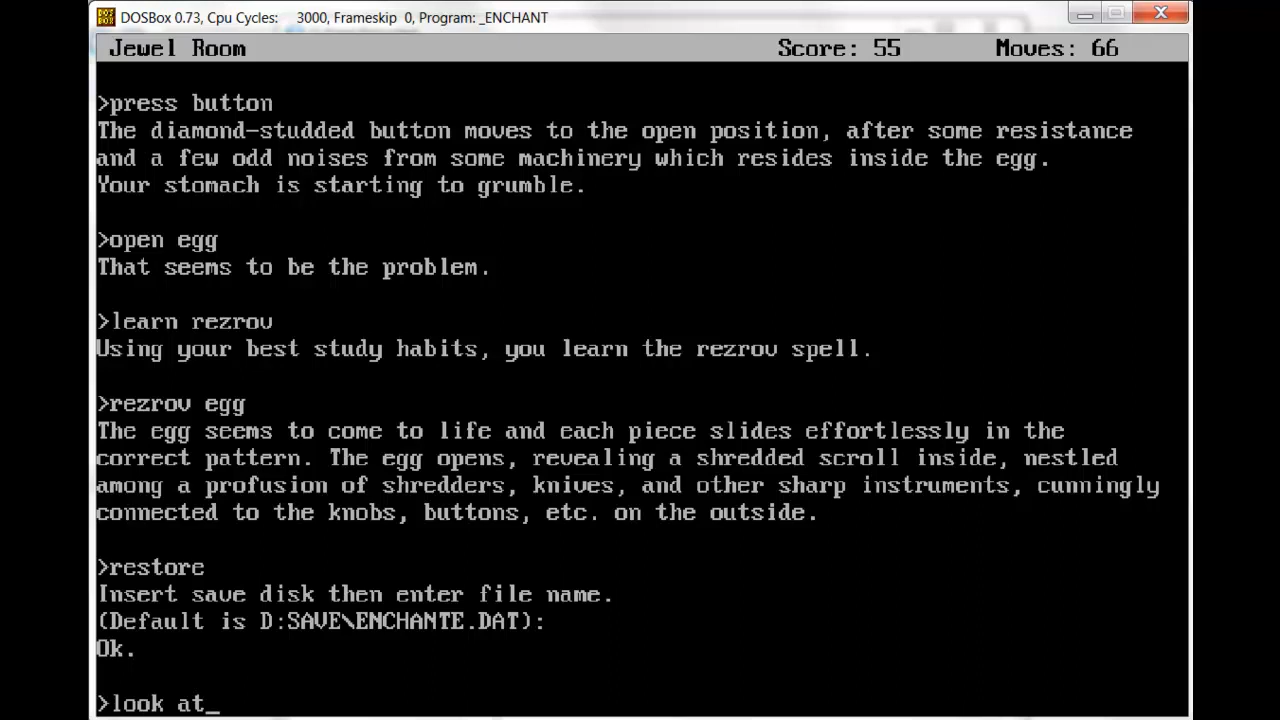 DOSBox 0.73, Cpu Cycles: 3000, Frameskip 0, Program: _ENCHANT
Jewel Room Score: 55 Moves: 66
>press button
The diamond-studded button moves to the open position, after some resistance
and a few odd noises from some machinery which resides inside the egg.
Your stomach is starting to grumble.
>open egg
That seems to be the problem.
>learn rezrov
Using your best study habits, you learn the rezrov spell.
>rezrov egg
The egg seems to come to life and each piece slides effortlessly in the
correct pattern. The egg opens, revealing a shredded scroll inside, nestled
among a profusion of shredders, knives, and other sharp instruments, cunningly
connected to the knobs, buttons, etc. on the outside.
>restore
Insert save disk then enter file name.
(Default is D:SAVE\ENCHANTE.DAT):
Ok.
>look at_